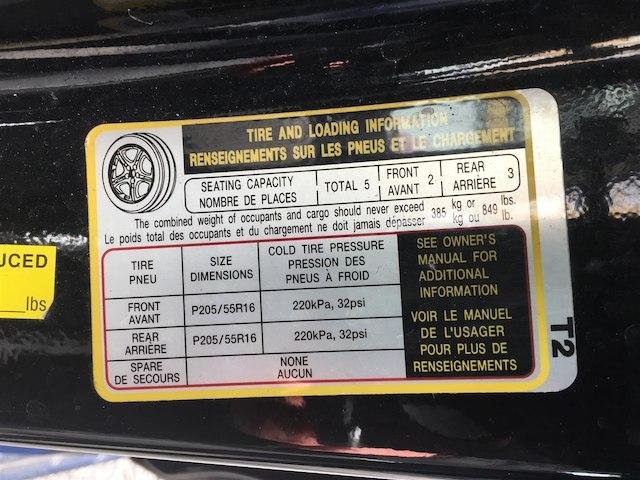 TIRE AND LOADING INFORMATION
RENSEIGNEMENTS SUR LES PNEUS ET LE CHARGEMENT
SEATING CAPACITY
NOMBRE DE PLACES
TOTAL 5
FRONT
AVANT
2
REAR
ARRIÈRE
3
The combined weight of occupants and cargo should never exceed 385 kg or 849 lbs.
Le poids total des occupants et du chargement ne doit jamais dépasser 385 kg ou 849 lb.
TIRE
PNEU
SIZE
DIMENSIONS
COLD TIRE PRESSURE
PRESSION DES
PNEUS À FROID
FRONT
AVANT
P205/55R16
220kPa, 32psi
REAR
ARRIÈRE
P205/55R16
220kPa, 32psi
SPARE
DE SECOURS
NONE
AUCUN
SEE OWNER'S
MANUAL FOR
ADDITIONAL
INFORMATION
VOIR LE MANUEL
DE L'USAGER
POUR PLUS DE
RENSEIGNEMENTS
T2
UCED
lbs